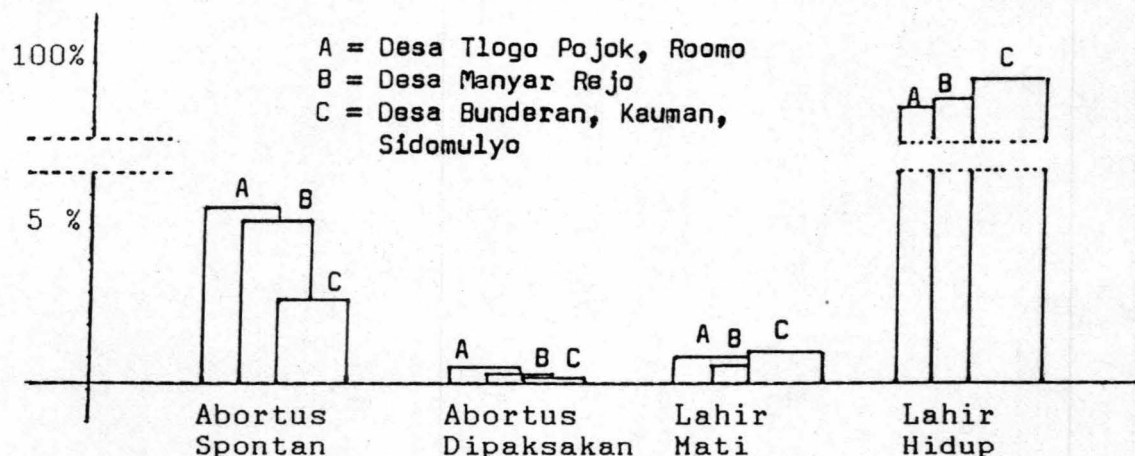 100%
A = Desa Tlogo Pojok, Roomo
B = Desa Manyar Rejo
C = Desa Bunderan, Kauman,
Sidomulyo
A B C
5 %
A B C
A B C
A B C
Abortus Spontan
Abortus Dipaksakan
Lahir Mati
Lahir Hidup